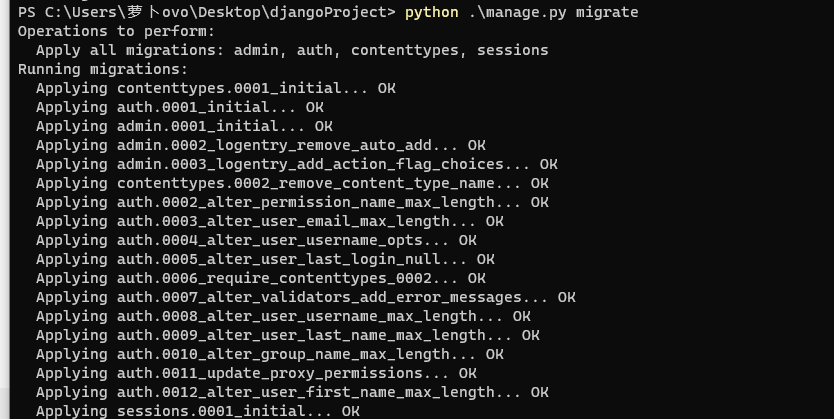 PS C:\Users\萝卜ovo\Desktop\djangoProject> python .\manage.py migrate
Operations to perform:
  Apply all migrations: admin, auth, contenttypes, sessions
Running migrations:
  Applying contenttypes.0001_initial... OK
  Applying auth.0001_initial... OK
  Applying admin.0001_initial... OK
  Applying admin.0002_logentry_remove_auto_add... OK
  Applying admin.0003_logentry_add_action_flag_choices... OK
  Applying contenttypes.0002_remove_content_type_name... OK
  Applying auth.0002_alter_permission_name_max_length... OK
  Applying auth.0003_alter_user_email_max_length... OK
  Applying auth.0004_alter_user_username_opts... OK
  Applying auth.0005_alter_user_last_login_null... OK
  Applying auth.0006_require_contenttypes_0002... OK
  Applying auth.0007_alter_validators_add_error_messages... OK
  Applying auth.0008_alter_user_username_max_length... OK
  Applying auth.0009_alter_user_last_name_max_length... OK
  Applying auth.0010_alter_group_name_max_length... OK
  Applying auth.0011_update_proxy_permissions... OK
  Applying auth.0012_alter_user_first_name_max_length... OK
  Applying sessions.0001_initial... OK